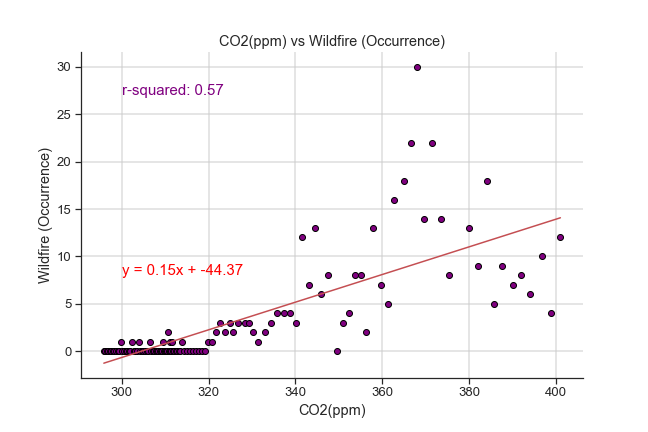 CO2(ppm) vs Wildfire (Occurrence)
30
r-squared: 0.57
25
20
15
10
y = 0.15x + -44.37
5
0
Wildfire (Occurrence)
300 320 340 360 380 400
CO2(ppm)